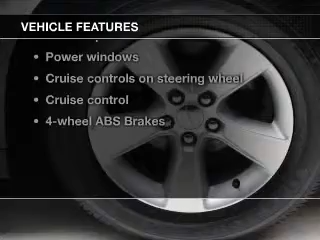 VEHICLE FEATURES
• Power windows
• Cruise controls on steering wheel
• Cruise control
• 4-wheel ABS Brakes